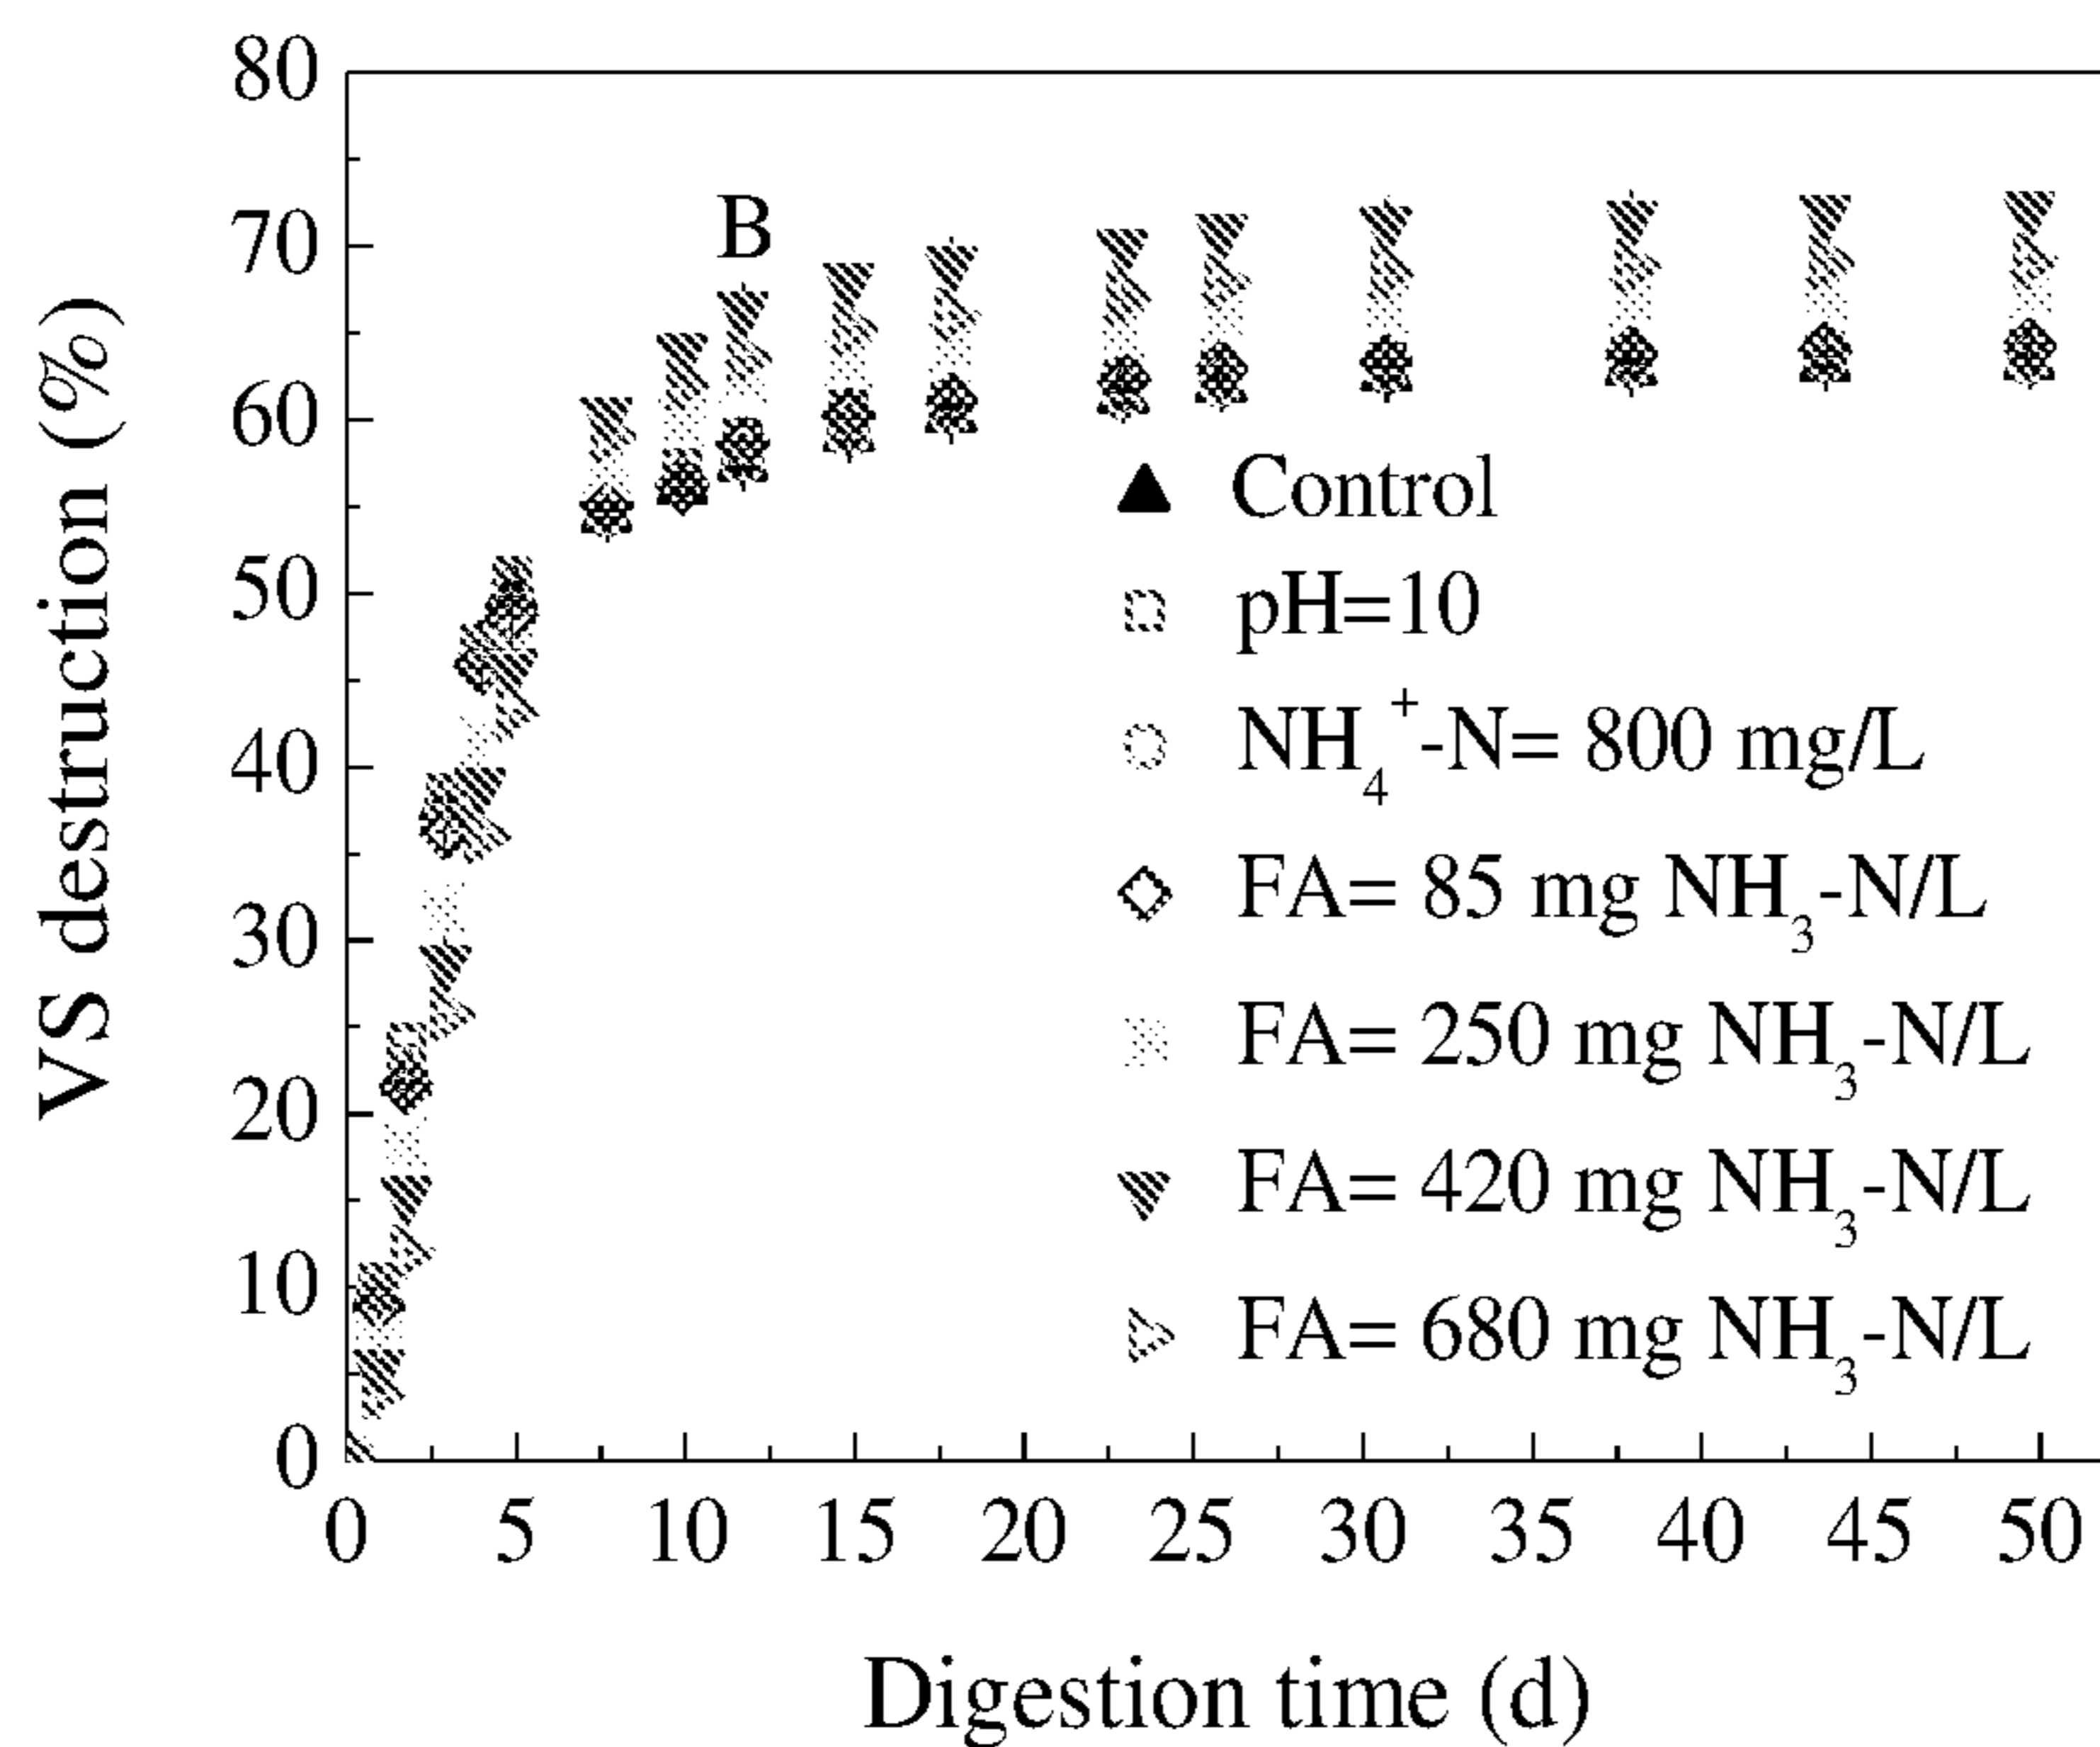 VS destruction (%)
80
70
60
50
40
30
20
10
0
B
Control
pH=10
NH4+-N= 800 mg/L
FA= 85 mg NH3-N/L
FA= 250 mg NH3-N/L
FA= 420 mg NH3-N/L
FA= 680 mg NH3-N/L
0 5 10 15 20 25 30 35 40 45 50
Digestion time (d)